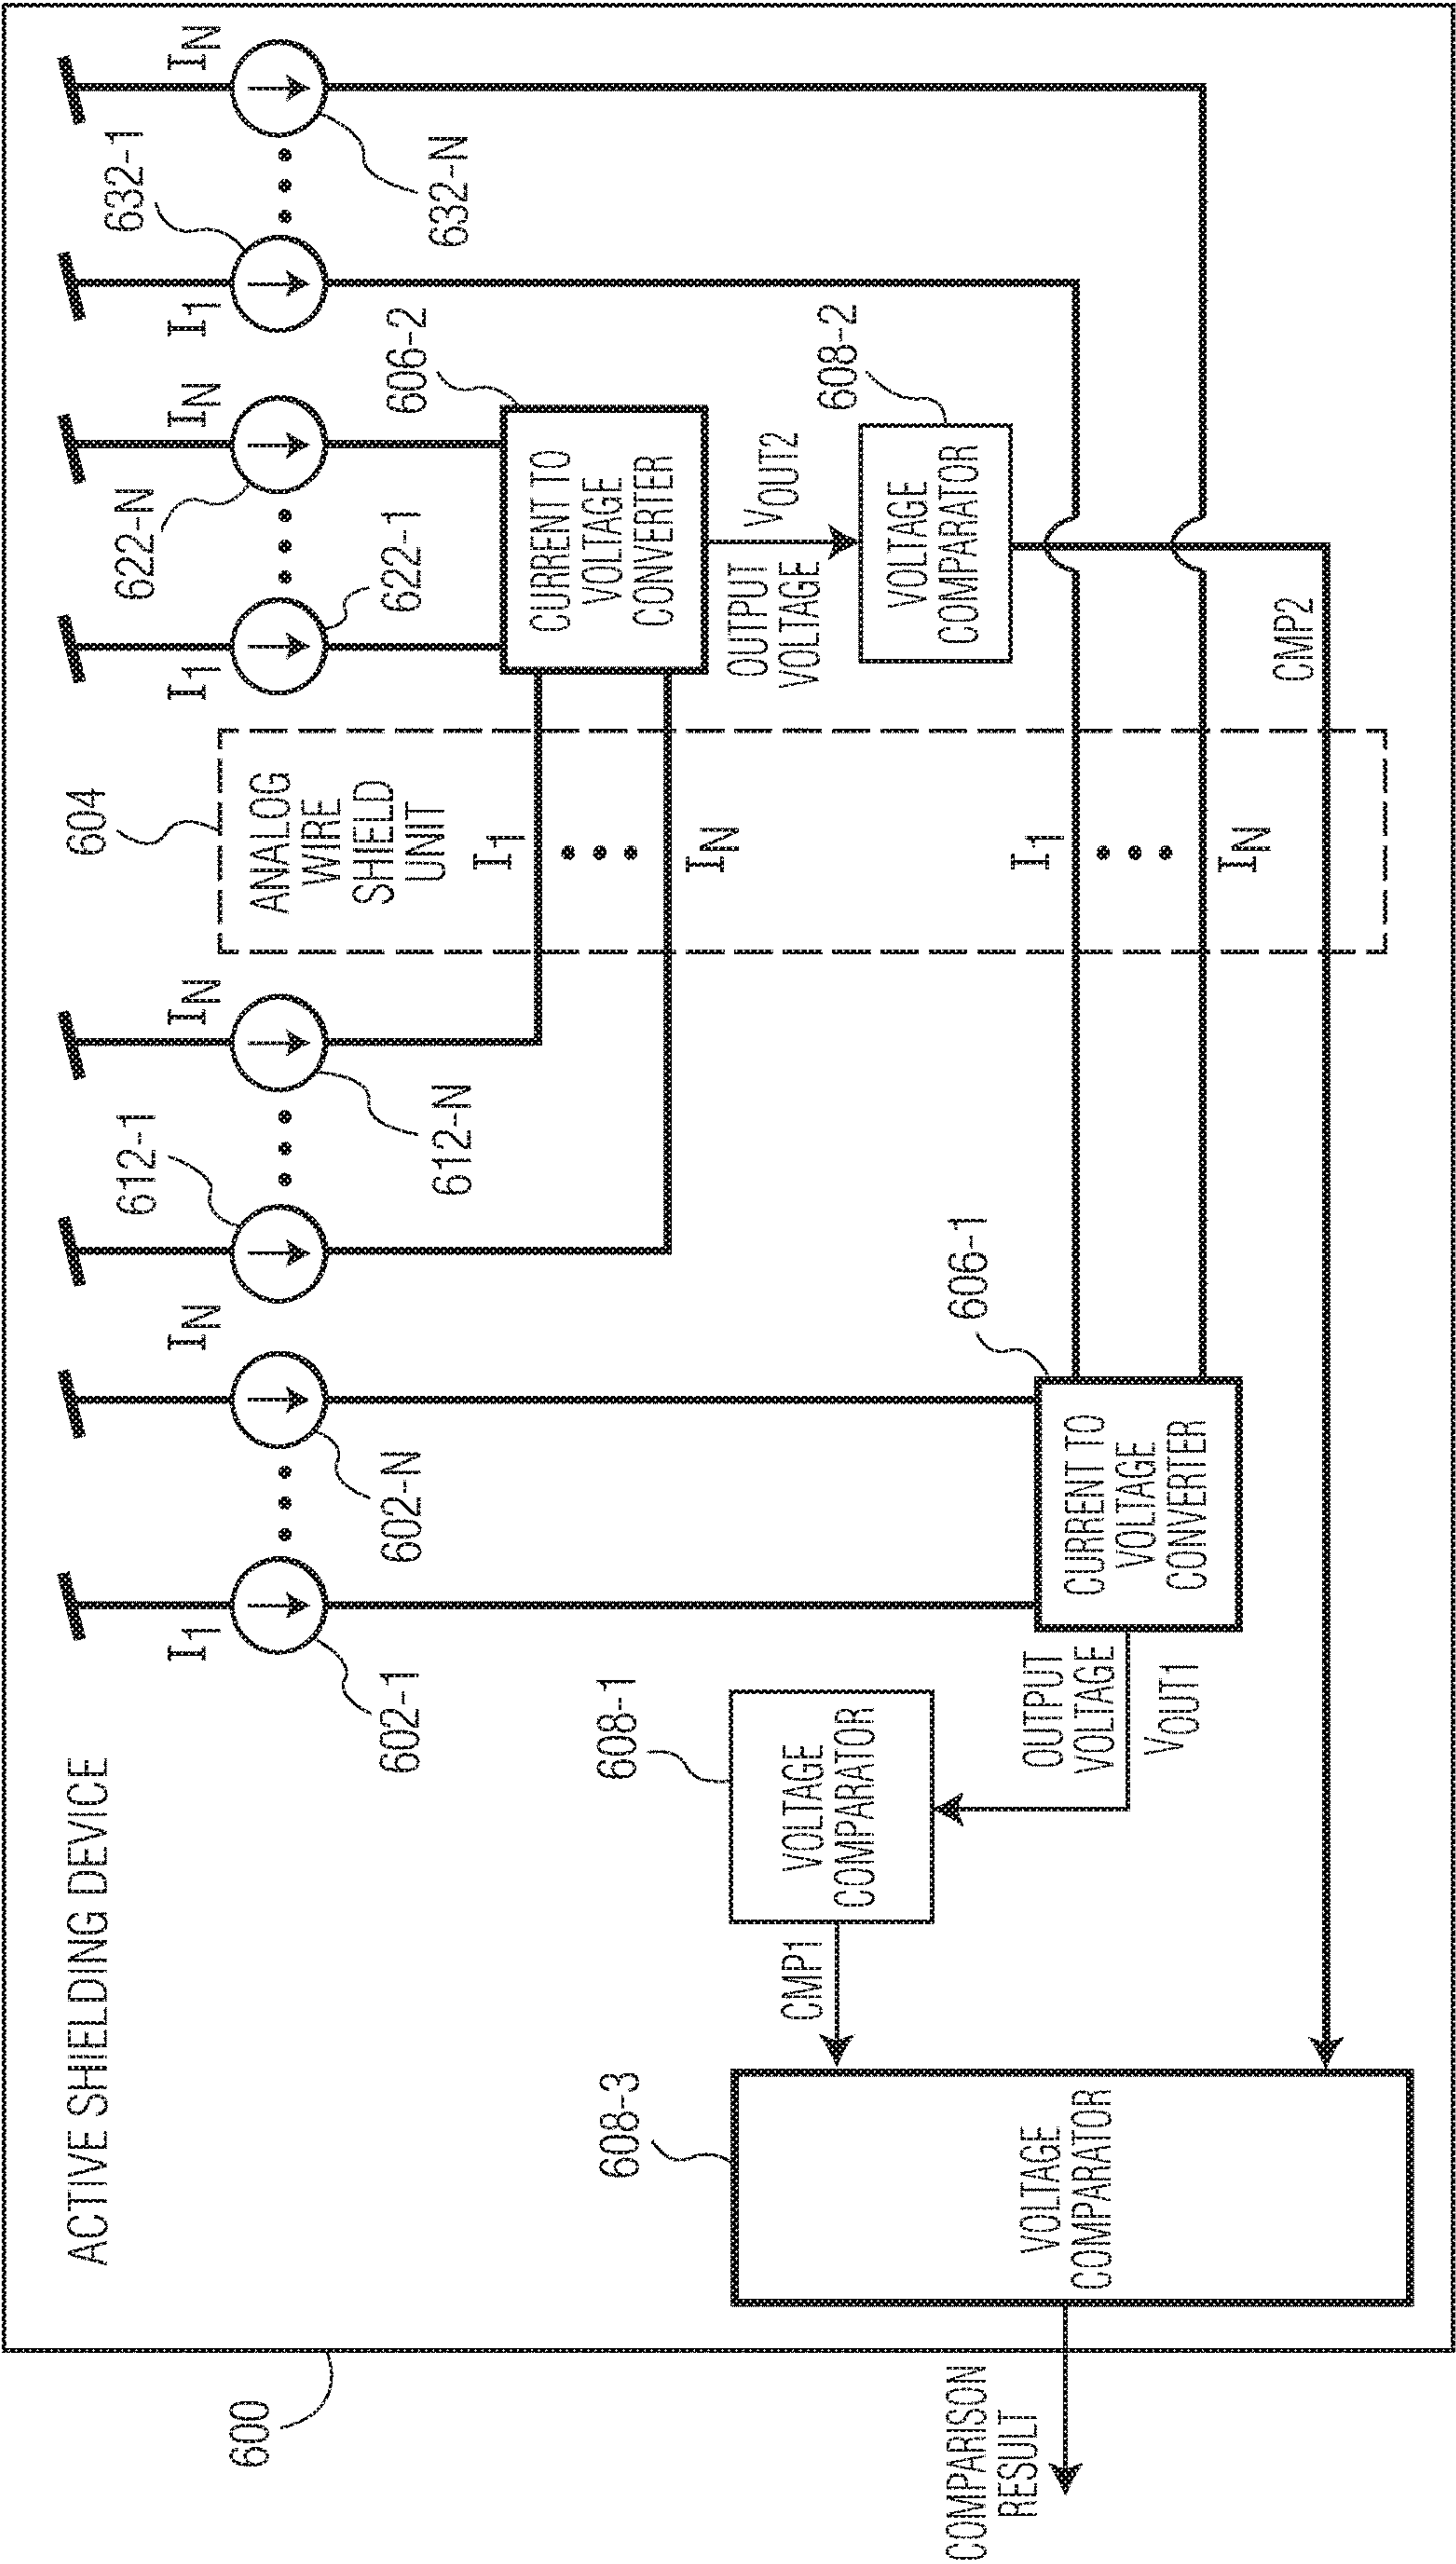 ACTIVE SHIELDING DEVICE
600
I1
602-1
IN
602-N
612-1
IN
612-N
604
ANALOG
WIRE
SHIELD
UNIT
I1
IN
I1
IN
I1
622-1
IN
622-N
I1
632-1
IN
632-N
606-2
CURRENT TO
VOLTAGE
CONVERTER
OUTPUT
VOLTAGE
VOUT2
608-2
VOLTAGE
COMPARATOR
CMP2
606-1
CURRENT TO
VOLTAGE
CONVERTER
OUTPUT
VOLTAGE
VOUT1
608-1
VOLTAGE
COMPARATOR
CMP1
608-3
VOLTAGE
COMPARATOR
COMPARISON
RESULT